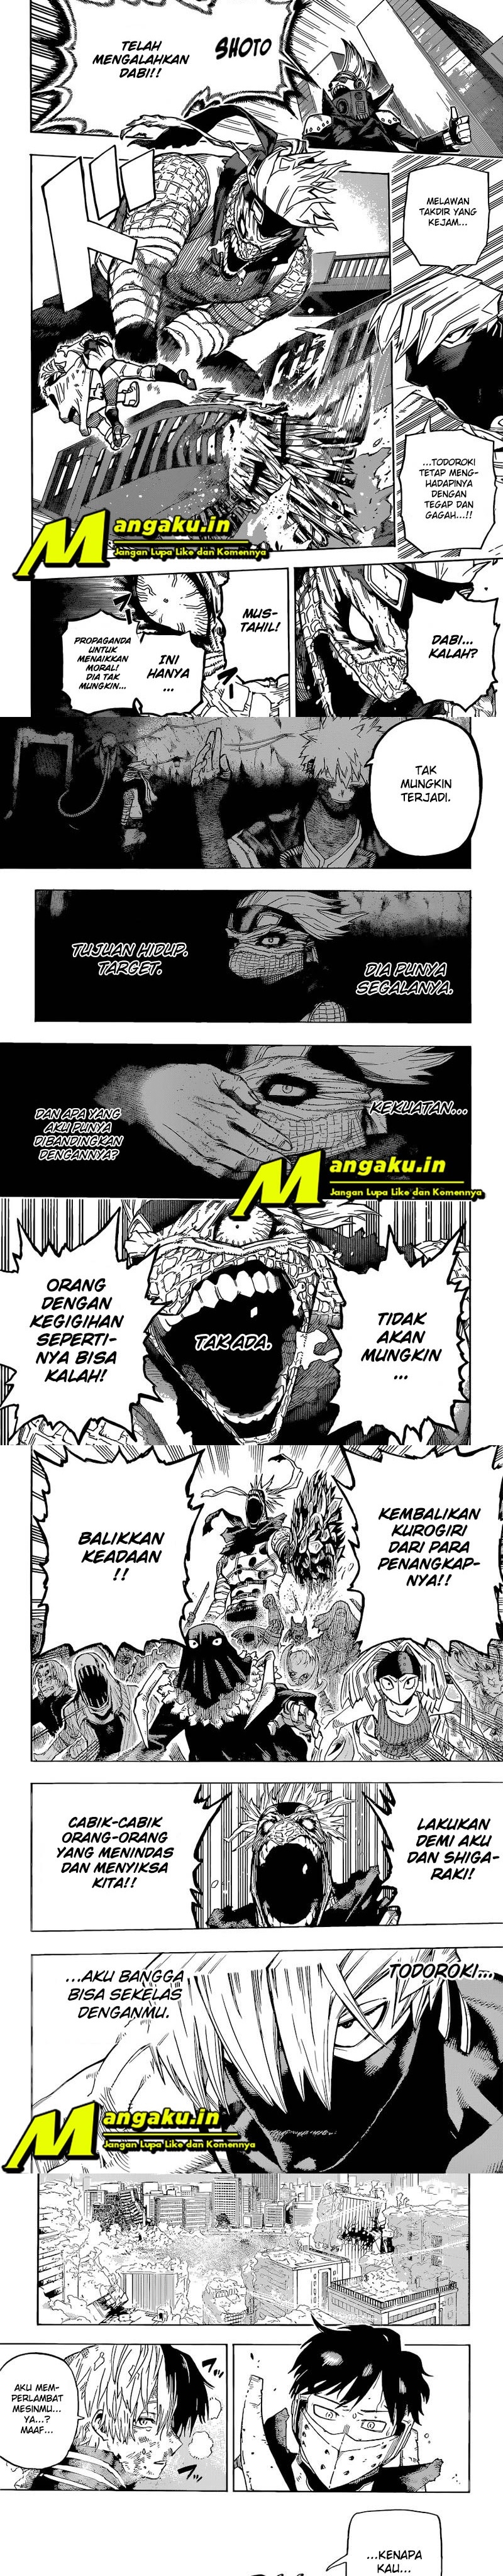 SHOTO
TELAH
MENGALAHKAN
DABI!!
MELAWAN
TAKDIR YANG
KEJAM...
ド
...TODOROKI
TETAP MENG-
HADAPINYA
DENGAN
TEGAP DAN
GAGAH...!!
Mangaku.in
Jangan Lupa Like dan Komennya
DABI...
KALAH?
MUS-
TAHIL!
INI
HANYA
...
PROPAGANDA
UNTUK
MENAIKKAN
MORAL!
DIA TAK
MUNGKIN...
TAK
MUNGKIN
TERJADI.
TUJUAN HIDUP.
TARGET.
DIA PUNYA
SEGALANYA.
KEKUATAN...
DAN APA YANG
AKU PUNYA
DIBANDINGKAN
DENGANNYA?
Mangaku.in
Jangan Lupa Like dan Komennya
TIDAK
AKAN
MUNGKIN
...
TAK ADA.
ORANG
DENGAN
KEGIGIHAN
SEPERTI-
NYA BISA
KALAH!
KEMBALIKAN
KUROGIRI
DARI PARA
PENANGKAP-
NYA!!
BALIKKAN
KEADAAN
!!
LAKUKAN
DEMI AKU
DAN SHIGA-
RAKI!
CABIK-CABIK
ORANG-ORANG
YANG MENINDAS
DAN MENYIKSA
KITA!!
TODOROKI...
...AKU BANGGA
BISA SEKELAS
DENGANMU.
Mangaku.in
Jangan Lupa Like dan Komennya
AKU MEM-
PERLAMBAT
MESINMU...
YA...?
MAAF...
...KENAPA
KAU...